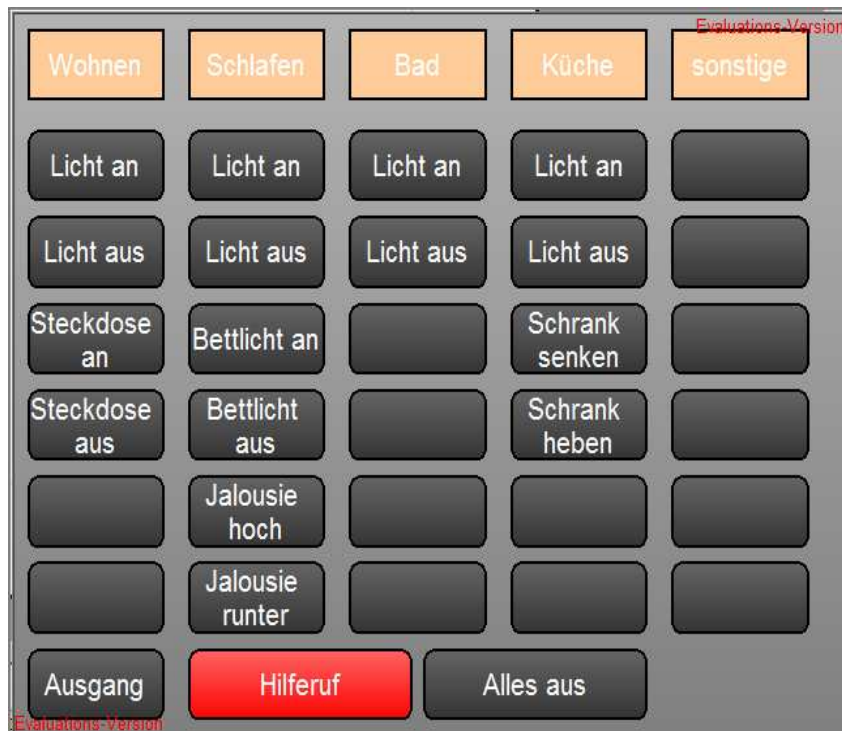 Evaluations-Version
Wohnen Schlafen Bad Küche sonstige
Licht an Licht an Licht an Licht an
Licht aus Licht aus Licht aus Licht aus
Steckdose an Bettlicht an Schrank senken
Steckdose aus Bettlicht aus Schrank heben
Jalousie hoch
Jalousie runter
Ausgang Hilferuf Alles aus
Evaluations-Version